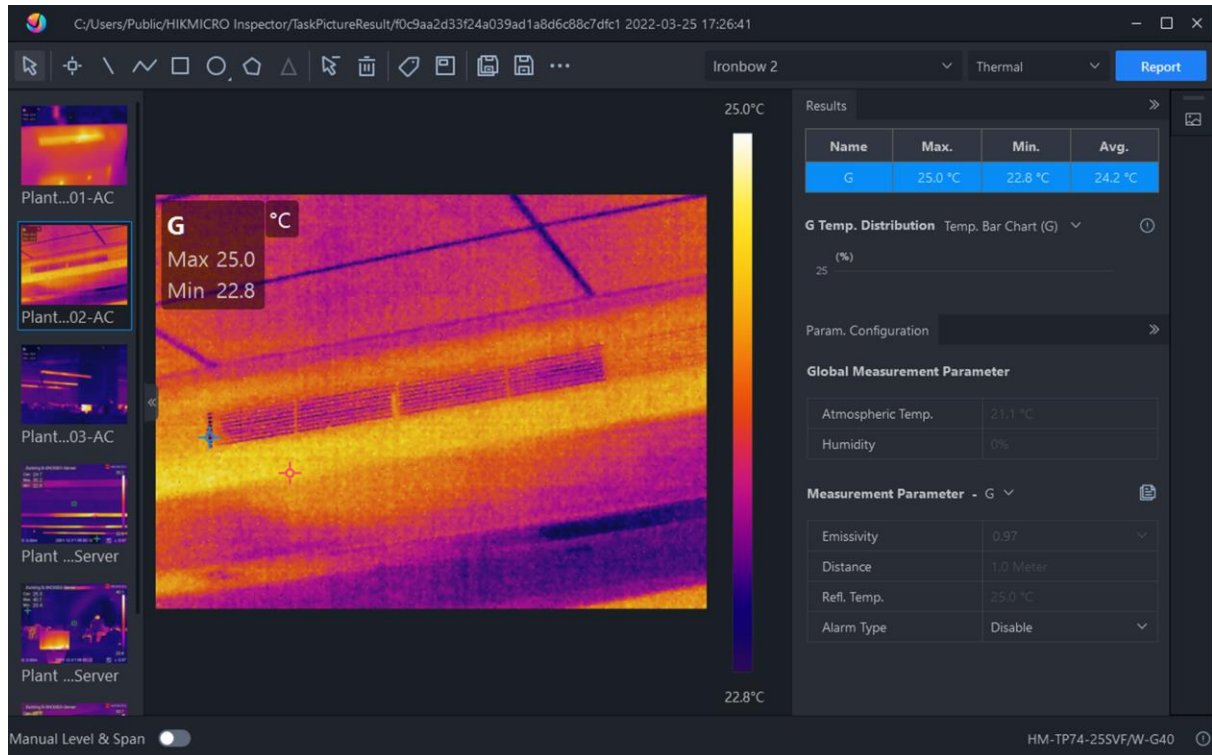 C:/Users/Public/HIKMICRO Inspector/TaskPictureResult/f0c9aa2d33f24a039ad1a8d6c88c7dfc1 2022-03-25 17:26:41
Ironbow 2
Thermal
Report
Plant...01-AC
Plant...02-AC
Plant...03-AC
Plant ...Server
Plant ...Server
G
°C
Max 25.0
Min 22.8
25.0°C
22.8°C
Results
Name Max. Min. Avg.
G 25.0 °C 22.8 °C 24.2 °C
G Temp. Distribution Temp. Bar Chart (G)
(%)
25
Param. Configuration
Global Measurement Parameter
Atmospheric Temp. 21.1 °C
Humidity 0%
Measurement Parameter - G
Emissivity 0.97
Distance 1.0 Meter
Refl. Temp. 25.0 °C
Alarm Type Disable
Manual Level & Span
HM-TP74-25SVF/W-G40